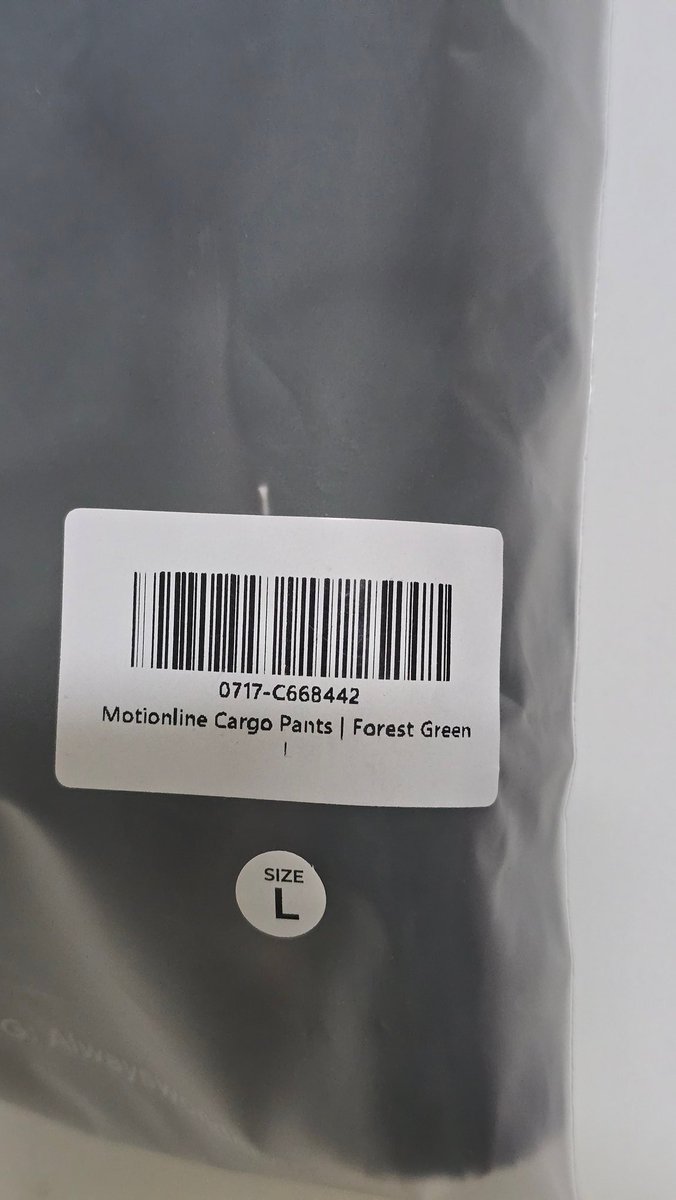 0717-C668442
Motionline Cargo Pants | Forest Green
SIZE
L